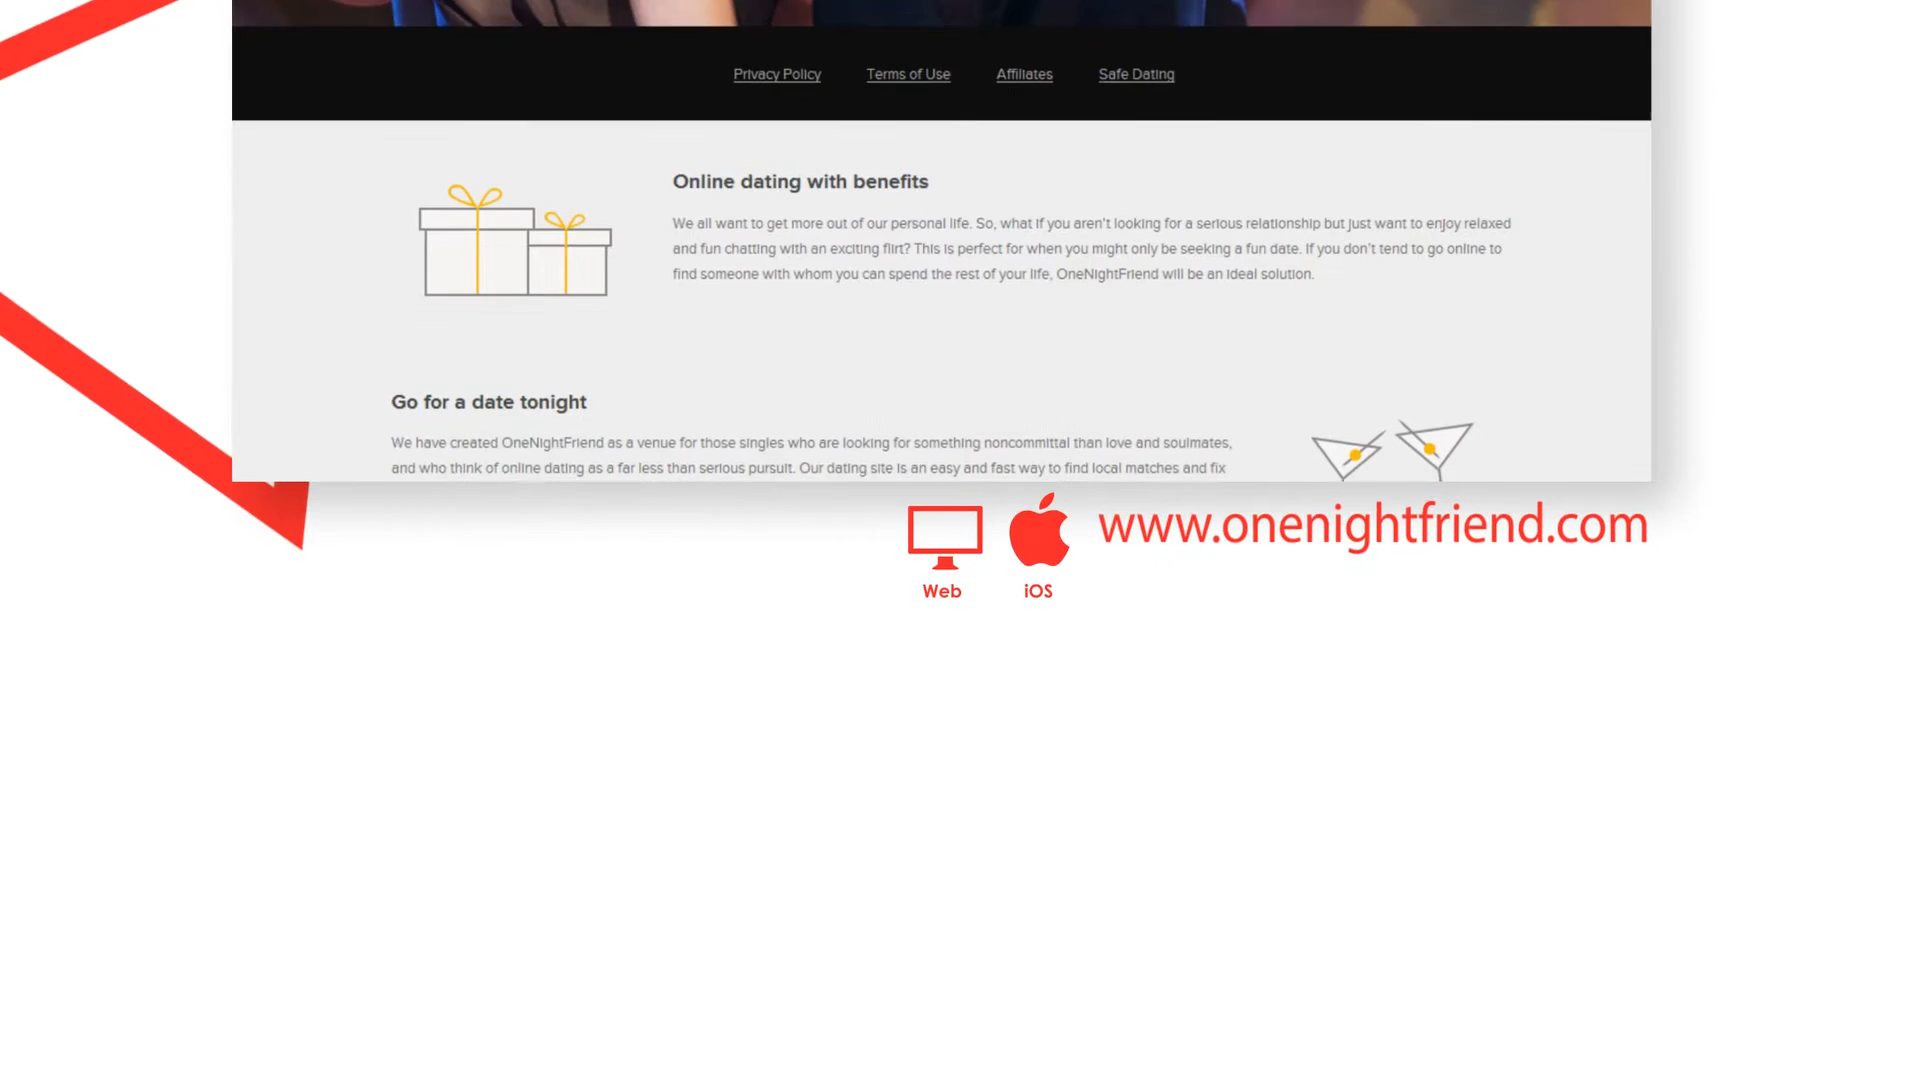 Privacy Policy Terms of Use Affiliates Safe Dating
Online dating with benefits
We all want to get more out of our personal life. So, what if you aren't looking for a serious relationship but just want to enjoy relaxed
and fun chatting with an exciting flirt? This is perfect for when you might only be seeking a fun date. If you don't tend to go online to
find someone with whom you can spend the rest of your life, OneNightFriend will be an ideal solution.
Go for a date tonight
We have created OneNightFriend as a venue for those singles who are looking for something noncommittal than love and soulmates,
and who think of online dating as a far less than serious pursuit. Our dating site is an easy and fast way to find local matches and fix
www.onenightfriend.com
Web iOS